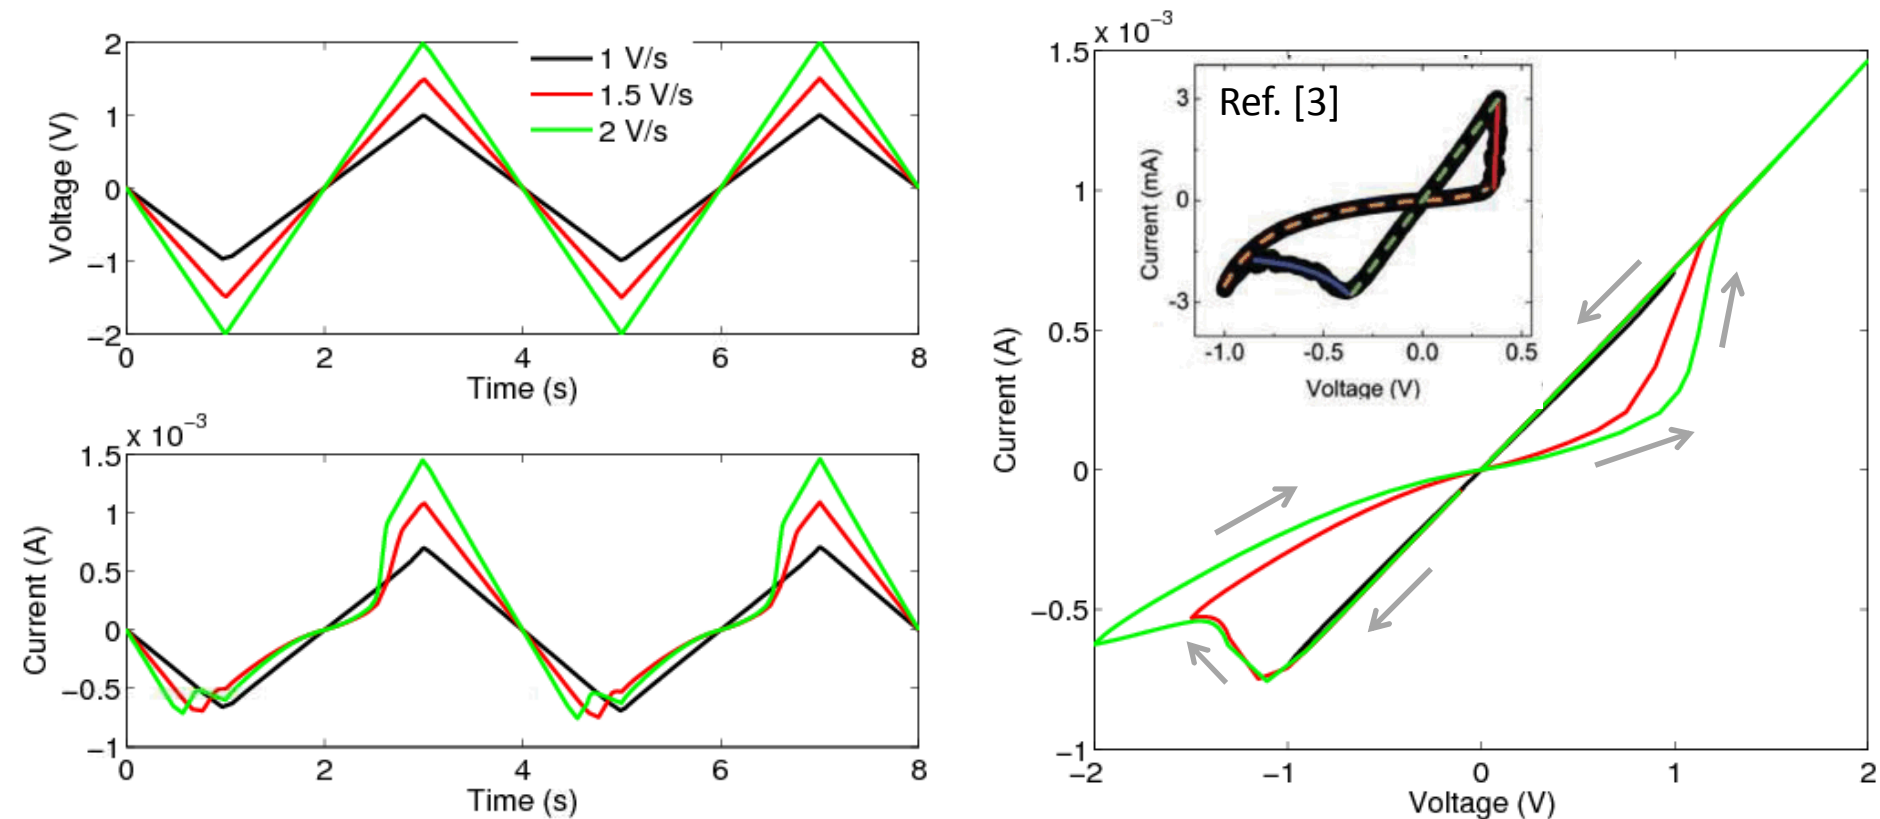 2
1
0
−1
−2
Voltage (V)
1 V/s
1.5 V/s
2 V/s
0
2
4
6
8
Time (s)
x 10⁻³
1.5
1
0.5
0
−0.5
−1
Current (A)
0
2
4
6
8
Time (s)
x 10⁻³
1.5
1
0.5
0
−0.5
−1
Current (A)
−2
−1
0
1
2
Voltage (V)
Ref. [3]
3
0
-3
Current (mA)
-1.0
-0.5
0.0
0.5
Voltage (V)